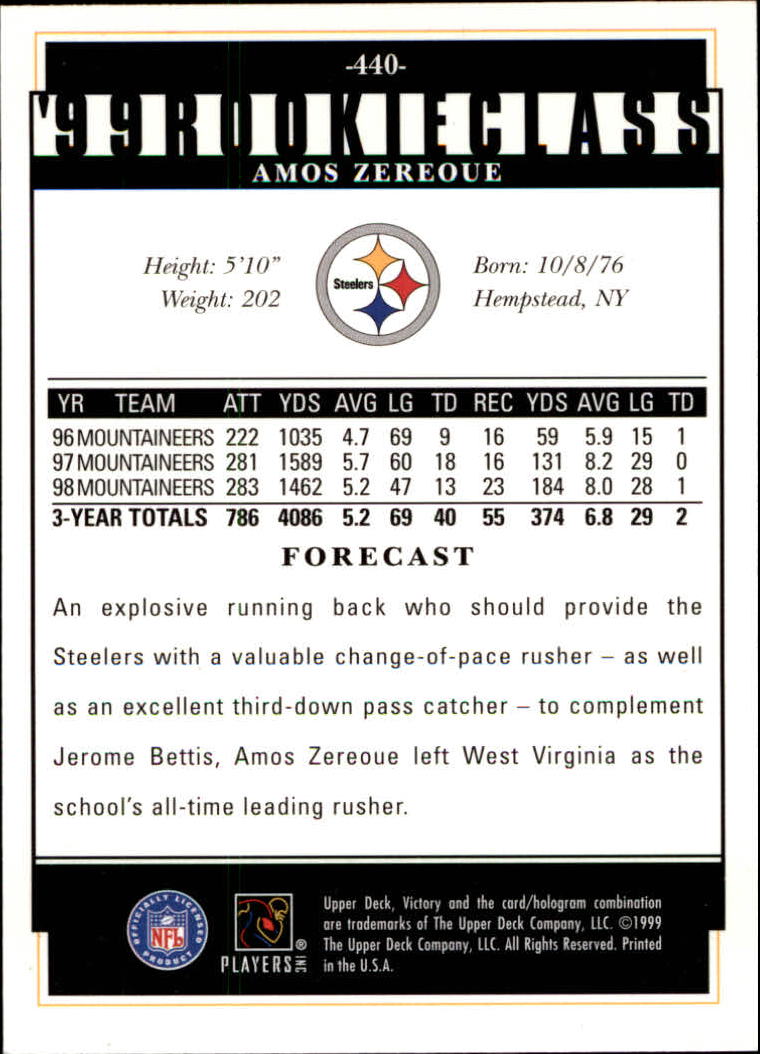 -440-
'99 ROOKIE CLASS
AMOS ZEREOUE
Height: 5'10" Born: 10/8/76
Steelers
Weight: 202 Hempstead, NY
YR TEAM ATT YDS AVG LG TD REC YDS AVG LG TD
96 MOUNTAINEERS 222 1035 4.7 69 9 16 59 5.9 15 1
97 MOUNTAINEERS 281 1589 5.7 60 18 16 131 8.2 29 0
98 MOUNTAINEERS 283 1462 5.2 47 13 23 184 8.0 28 1
3-YEAR TOTALS 786 4086 5.2 69 40 55 374 6.8 29 2
FORECAST
An explosive running back who should provide the
Steelers with a valuable change-of-pace rusher – as well
as an excellent third-down pass catcher – to complement
Jerome Bettis, Amos Zereoue left West Virginia as the
school's all-time leading rusher.
OFFICIALLY LICENSED
NFL
PRODUCT
PLAYERS INC ®
Upper Deck, Victory and the card/hologram combination
are trademarks of The Upper Deck Company, LLC. ©1999
The Upper Deck Company, LLC. All Rights Reserved. Printed
in the U.S.A.